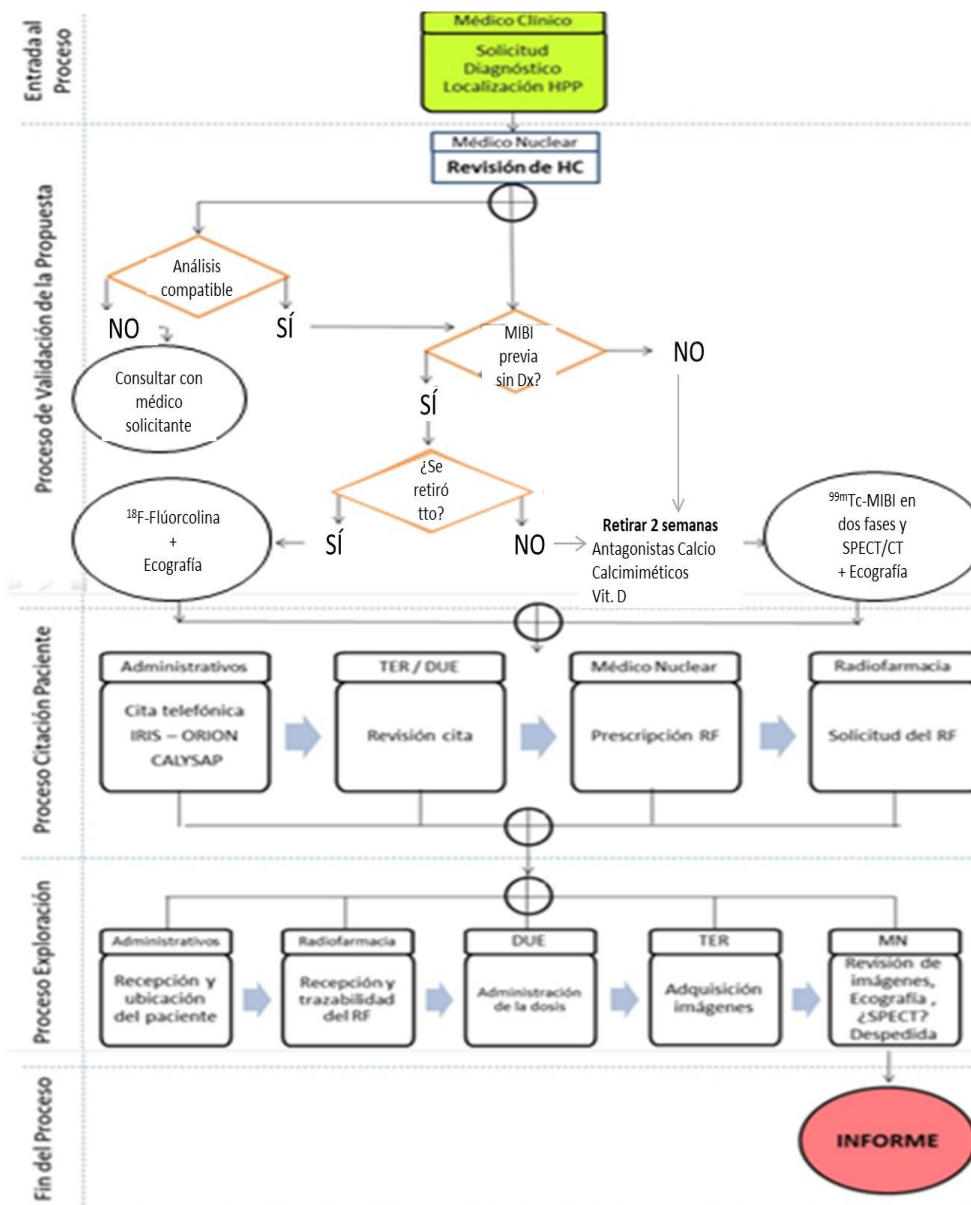 Entrada al
Proceso
Médico Clínico
Solicitud
Diagnóstico
Localización HPP
Proceso de Validación de la Propuesta
Médico Nuclear
Revisión de HC
Análisis
compatible
NO
SÍ
Consultar con
médico
solicitante
MIBI
previa
sin Dx?
NO
SÍ
¿Se
retiró
tto?
SÍ
NO
18F-Flúorcolina
+
Ecografía
Retirar 2 semanas
Antagonistas Calcio
Calcimiméticos
Vit. D
99mTc-MIBI en
dos fases y
SPECT/CT
+ Ecografía
Proceso Citación Paciente
Administrativos
Cita telefónica
IRIS – ORION
CALYSAP
TER / DUE
Revisión cita
Médico Nuclear
Prescripción RF
Radiofarmacia
Solicitud del RF
Proceso Exploración
Administrativos
Recepción y
ubicación
del paciente
Radiofarmacia
Recepción y
trazabilidad
del RF
DUE
Administración
de la dosis
TER
Adquisición
imágenes
MN
Revisión de
imágenes,
Ecografía ,
¿SPECT?
Despedida
Fin del Proceso
INFORME